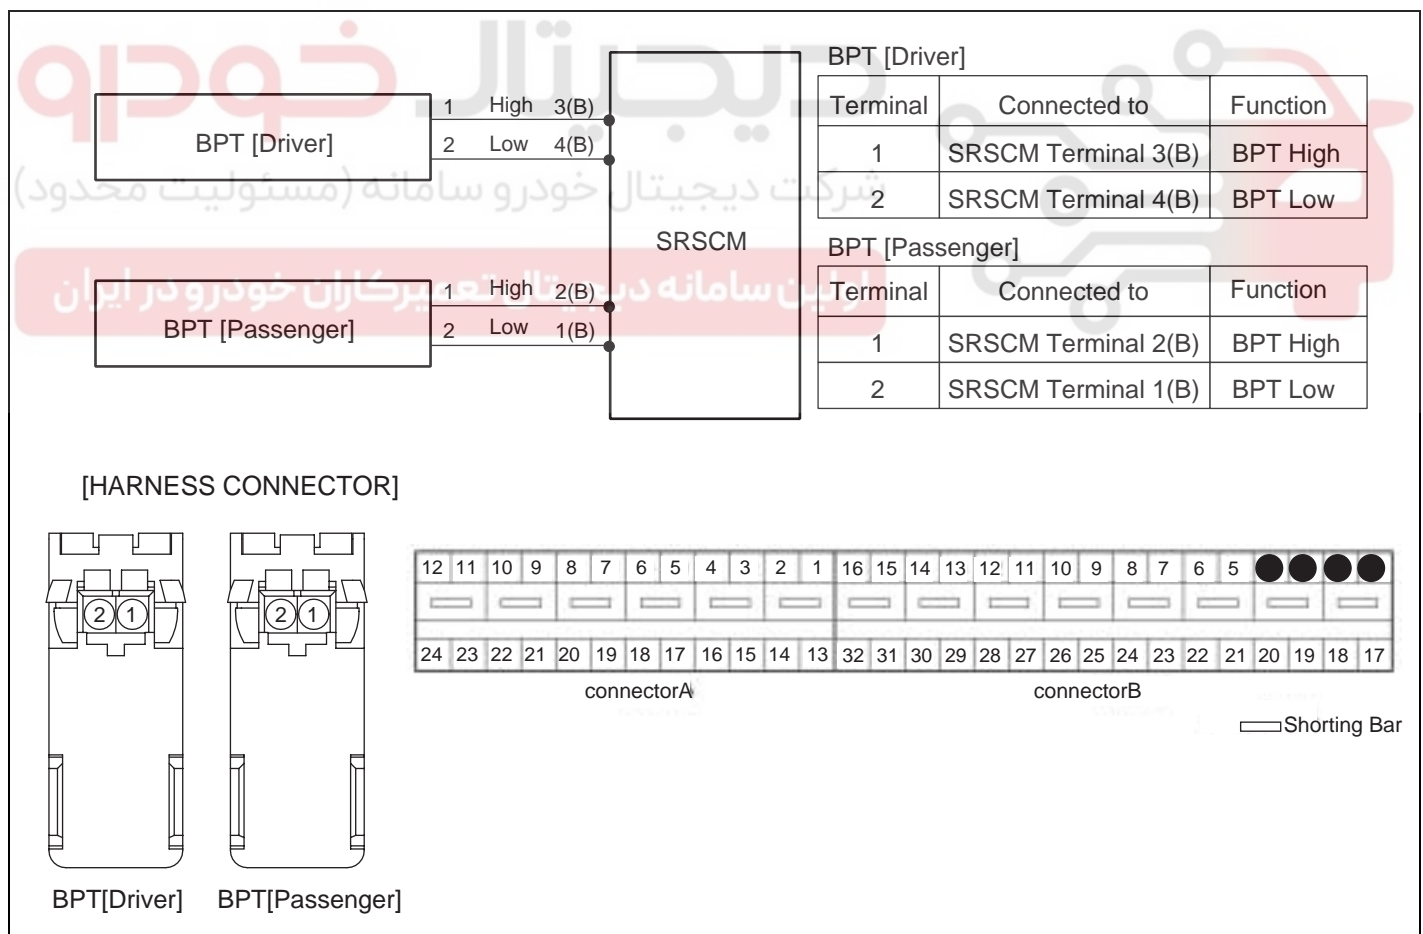 دیجیتال خودرو
شرکت دیجیتال خودرو سامانه (مسئولیت محدود)
اولین سامانه دیجیتال تعمیرکاران خودرو در ایران
BPT [Driver]
1 High 3(B)
2 Low 4(B)
BPT [Passenger]
1 High 2(B)
2 Low 1(B)
SRSCM
BPT [Driver]
Terminal Connected to Function
1 SRSCM Terminal 3(B) BPT High
2 SRSCM Terminal 4(B) BPT Low
BPT [Passenger]
Terminal Connected to Function
1 SRSCM Terminal 2(B) BPT High
2 SRSCM Terminal 1(B) BPT Low
[HARNESS CONNECTOR]
2 1
BPT[Driver]
2 1
BPT[Passenger]
12 11 10 9 8 7 6 5 4 3 2 1 16 15 14 13 12 11 10 9 8 7 6 5
24 23 22 21 20 19 18 17 16 15 14 13 32 31 30 29 28 27 26 25 24 23 22 21 20 19 18 17
connectorA connectorB
Shorting Bar